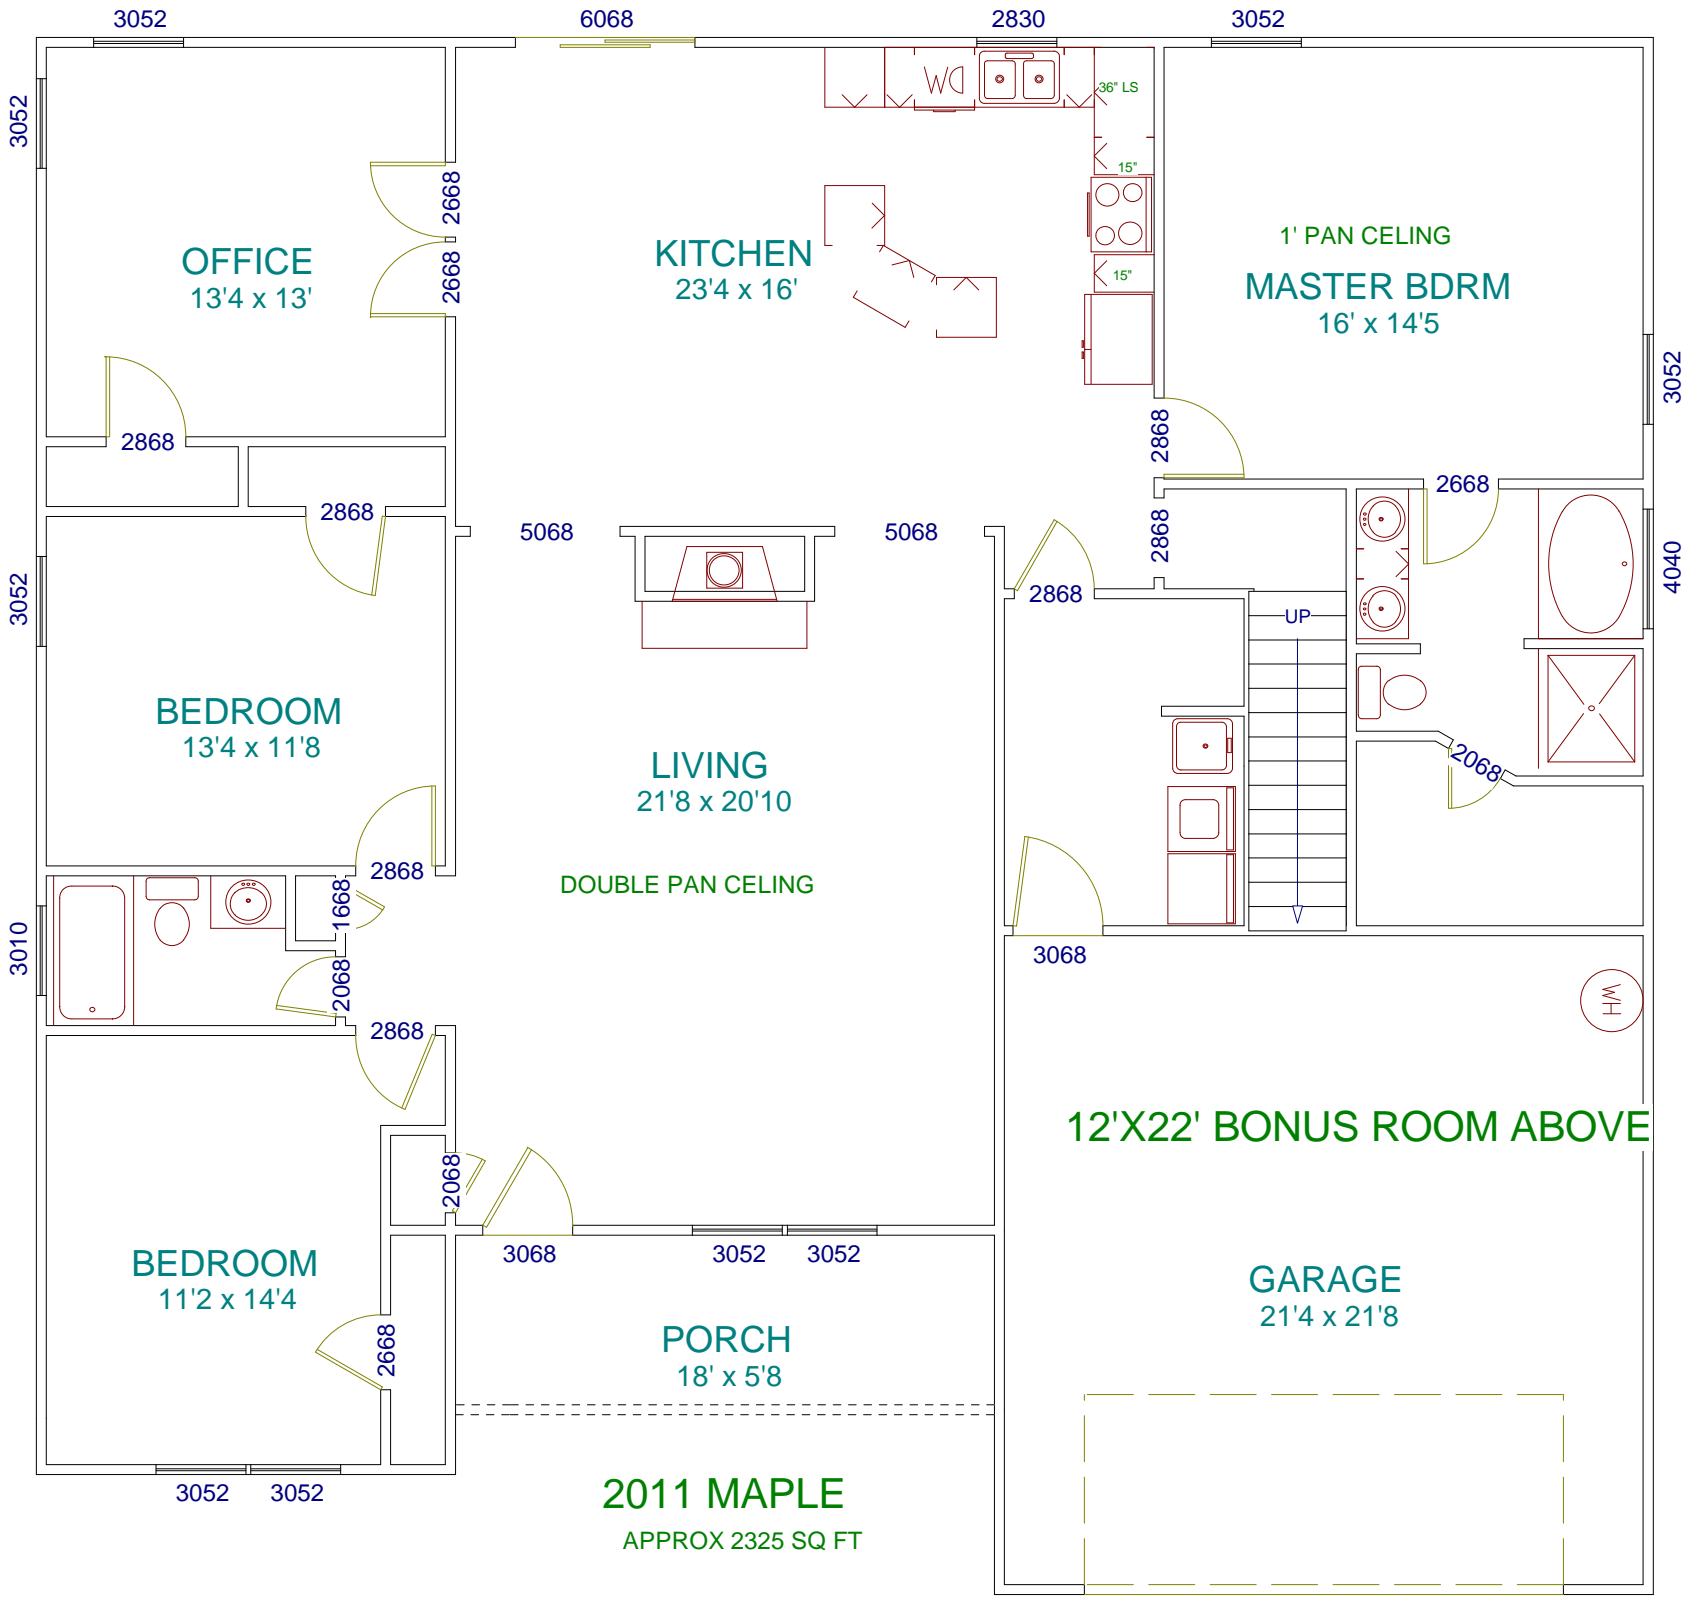 3052
6068
2830
3052
3052
WD
36" LS
15"
2668
1' PAN CELING
OFFICE
13'4 x 13'
KITCHEN
23'4 x 16'
2668
15"
MASTER BDRM
16' x 14'5
3052
2868
2868
2668
2868
5068
5068
2868
4040
3052
2868
UP
BEDROOM
13'4 x 11'8
LIVING
21'8 x 20'10
2068
2868
DOUBLE PAN CELING
1668
3010
2068
3068
2868
WH
12'X22' BONUS ROOM ABOVE
2068
3068
3052
3052
BEDROOM
11'2 x 14'4
GARAGE
21'4 x 21'8
2668
PORCH
18' x 5'8
3052
3052
2011 MAPLE
APPROX 2325 SQ FT